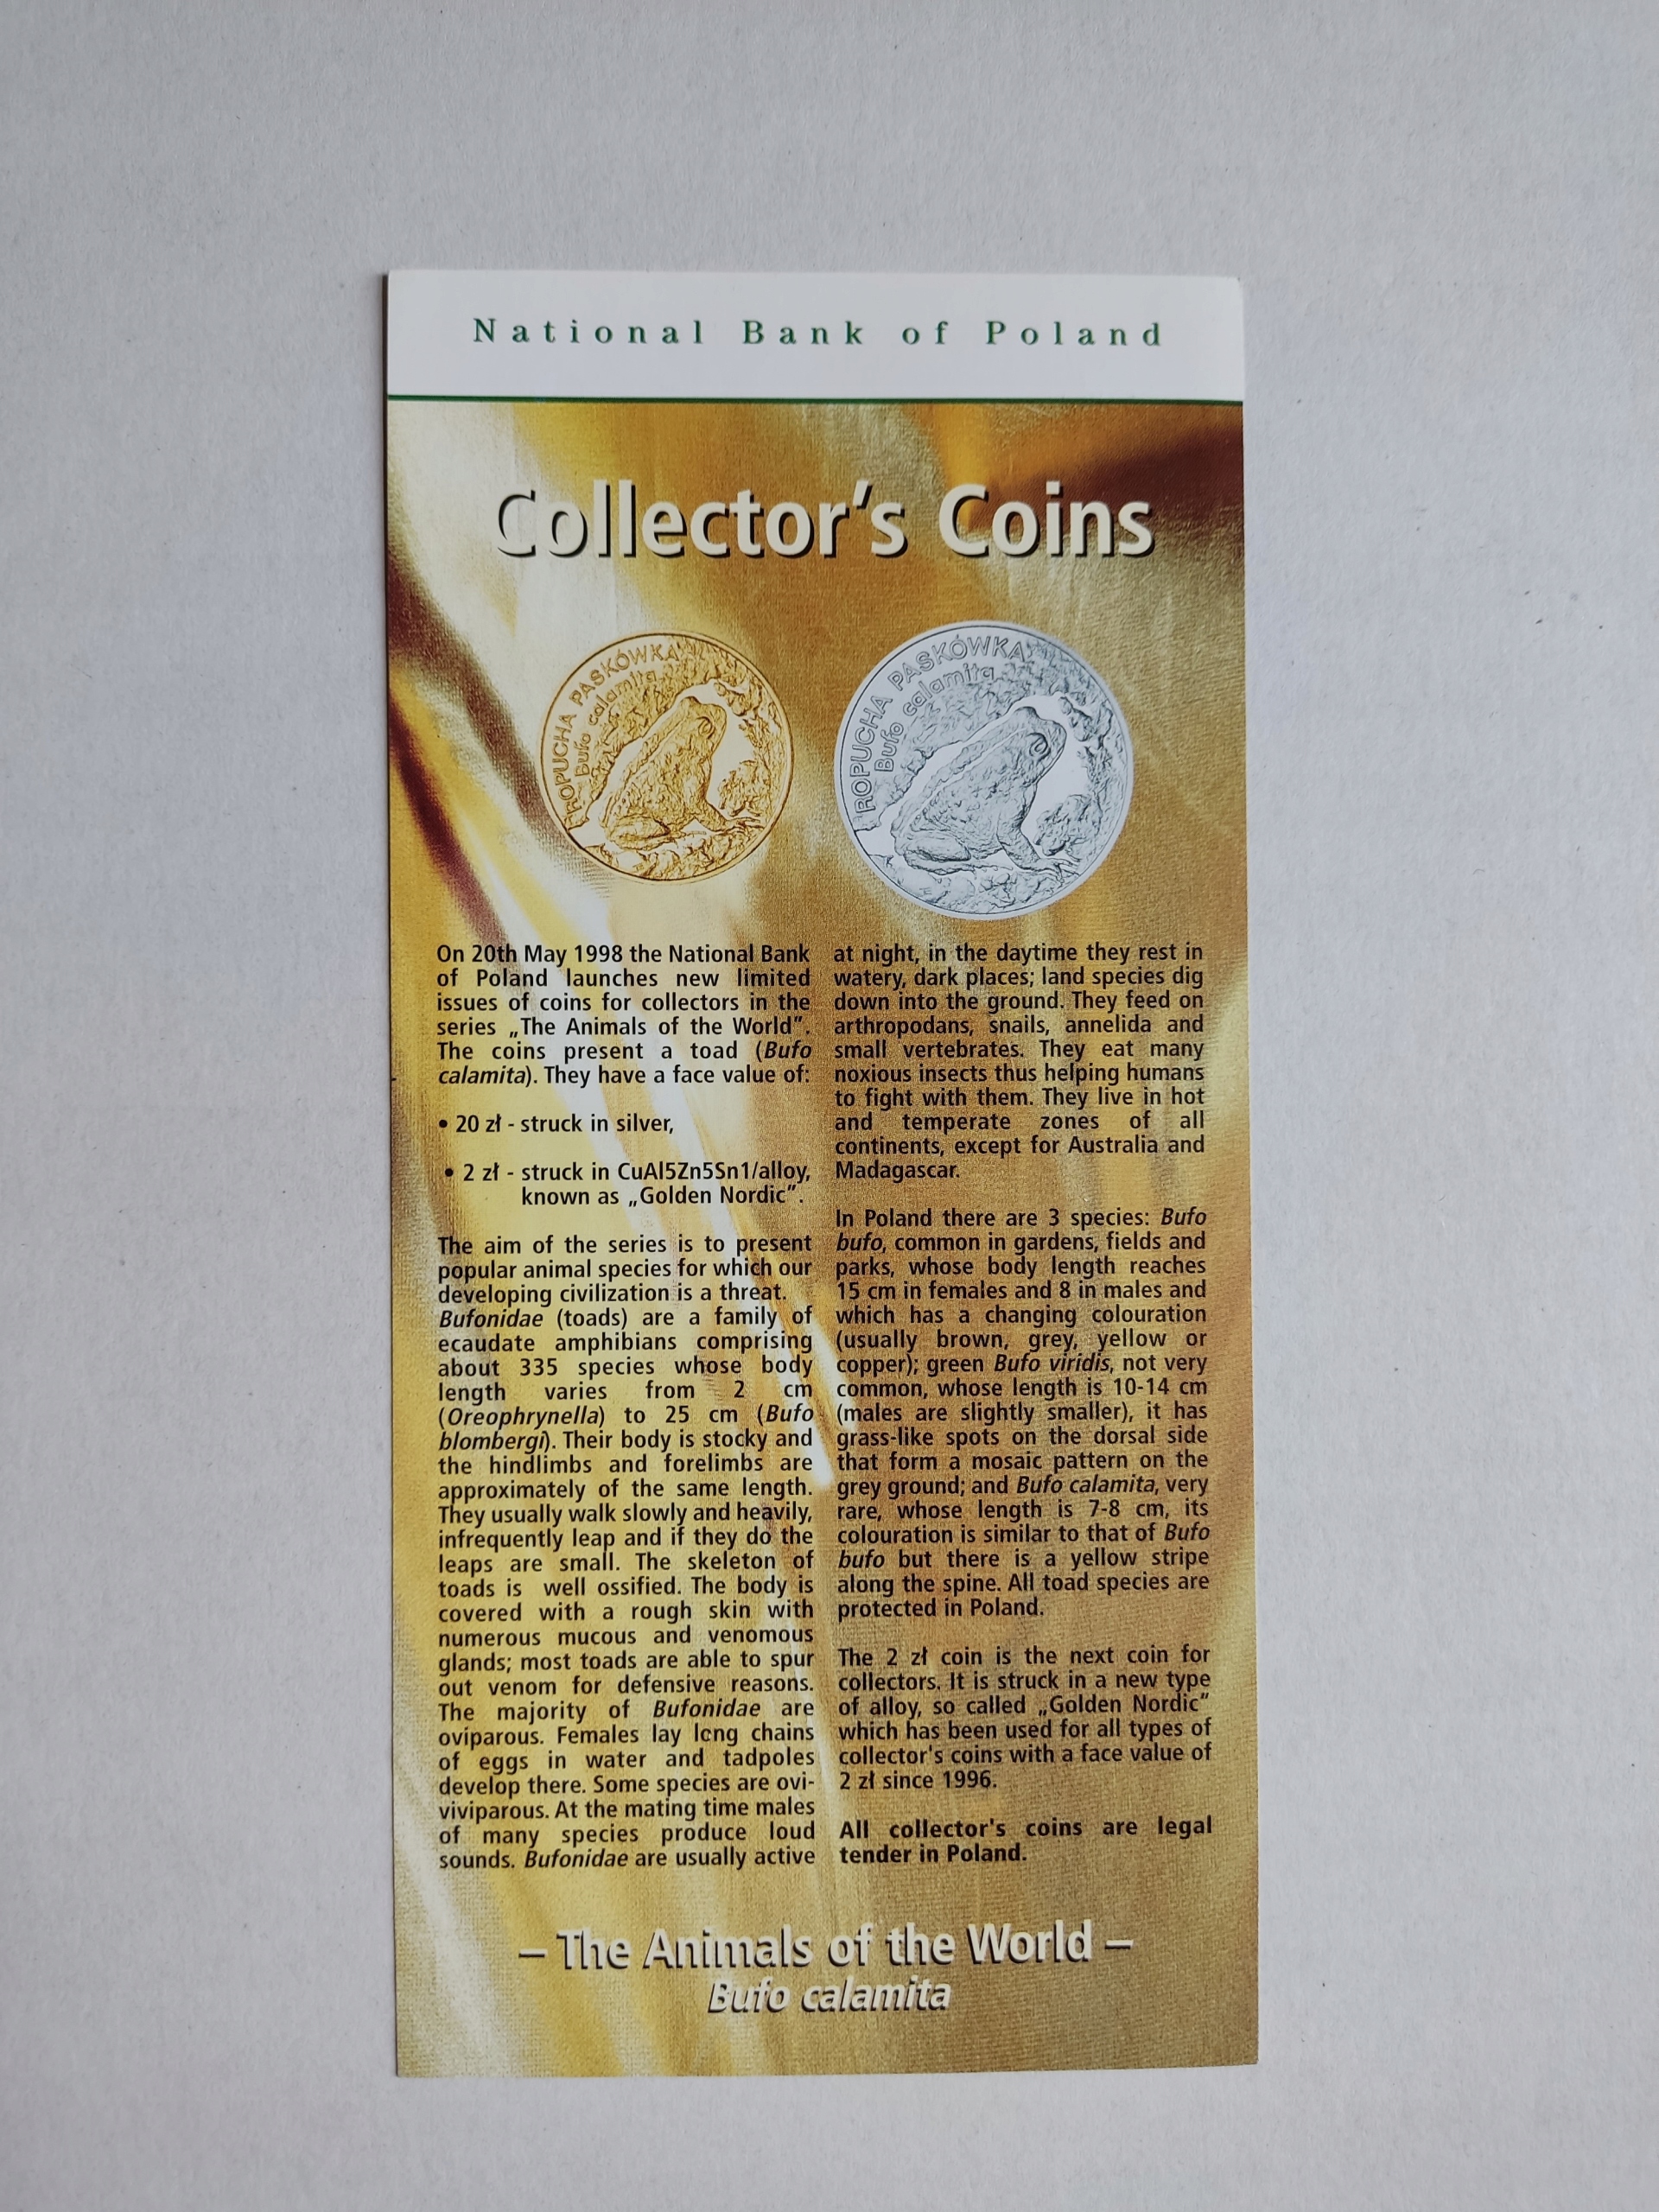 National Bank of Poland
Collector's Coins
ROPUCHA PASKÓWKA
Bufo calamita
ROPUCHA PASKÓWKA
Bufo calamita
On 20th May 1998 the National Bank
of Poland launches new limited
issues of coins for collectors in the
series „The Animals of the World".
The coins present a toad (Bufo
calamita). They have a face value of:
• 20 zł - struck in silver,
• 2 zł - struck in CuAl5Zn5Sn1/alloy,
known as „Golden Nordic".
The aim of the series is to present
popular animal species for which our
developing civilization is a threat.
Bufonidae (toads) are a family of
ecaudate amphibians comprising
about 335 species whose body
length varies from 2 cm
(Oreophrynella) to 25 cm (Bufo
blombergi). Their body is stocky and
the hindlimbs and forelimbs are
approximately of the same length.
They usually walk slowly and heavily,
infrequently leap and if they do the
leaps are small. The skeleton of
toads is well ossified. The body is
covered with a rough skin with
numerous mucous and venomous
glands; most toads are able to spur
out venom for defensive reasons.
The majority of Bufonidae are
oviparous. Females lay long chains
of eggs in water and tadpoles
develop there. Some species are ovi-
viviparous. At the mating time males
of many species produce loud
sounds. Bufonidae are usually active
at night, in the daytime they rest in
watery, dark places; land species dig
down into the ground. They feed on
arthropodans, snails, annelida and
small vertebrates. They eat many
noxious insects thus helping humans
to fight with them. They live in hot
and temperate zones of all
continents, except for Australia and
Madagascar.
In Poland there are 3 species: Bufo
bufo, common in gardens, fields and
parks, whose body length reaches
15 cm in females and 8 in males and
which has a changing colouration
(usually brown, grey, yellow or
copper); green Bufo viridis, not very
common, whose length is 10-14 cm
(males are slightly smaller), it has
grass-like spots on the dorsal side
that form a mosaic pattern on the
grey ground; and Bufo calamita, very
rare, whose length is 7-8 cm, its
colouration is similar to that of Bufo
bufo but there is a yellow stripe
along the spine. All toad species are
protected in Poland.
The 2 zł coin is the next coin for
collectors. It is struck in a new type
of alloy, so called „Golden Nordic"
which has been used for all types of
collector's coins with a face value of
2 zł since 1996.
All collector's coins are legal
tender in Poland.
– The Animals of the World –
Bufo calamita